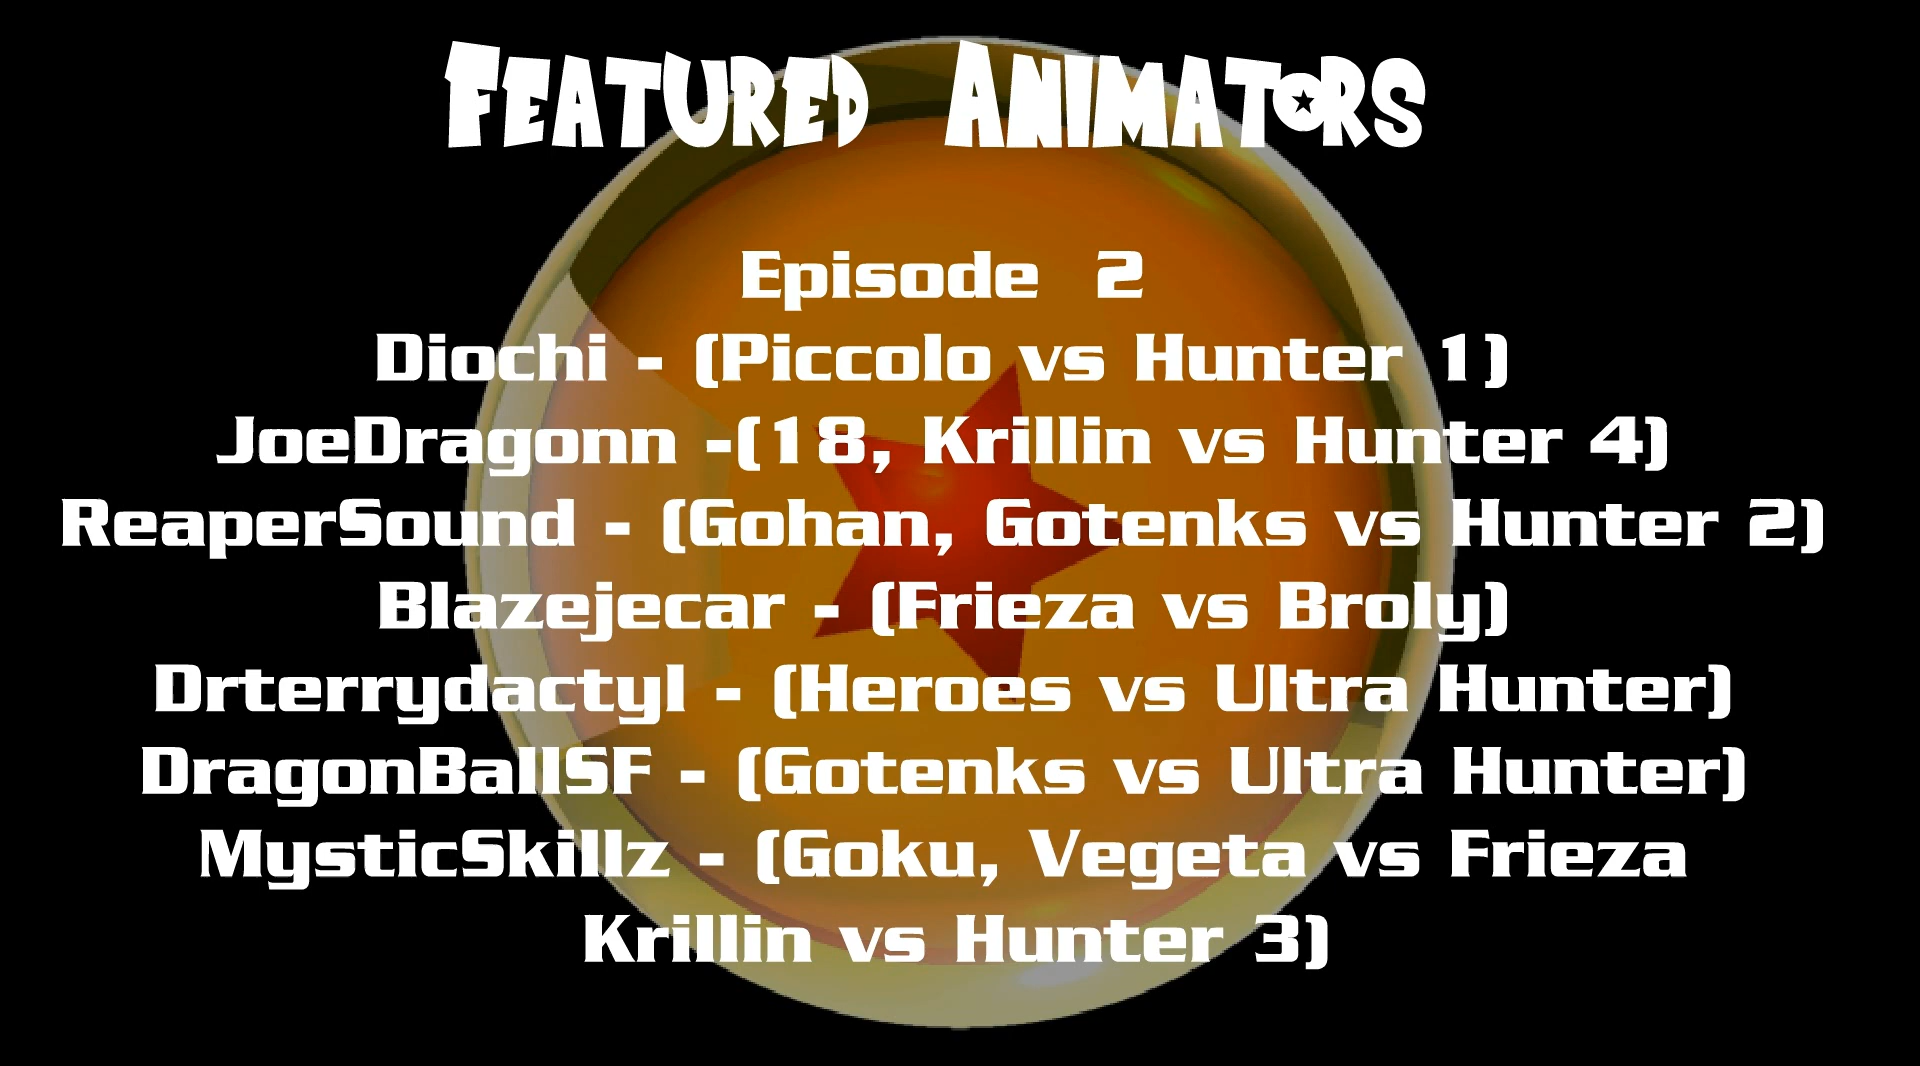 Featured Animators
Episode 2
Diochi - (Piccolo vs Hunter 1)
JoeDragonn -(18, Krillin vs Hunter 4)
ReaperSound - (Gohan, Gotenks vs Hunter 2)
Blazejecar - (Frieza vs Broly)
Drterrydactyl - (Heroes vs Ultra Hunter)
DragonBallSF - (Gotenks vs Ultra Hunter)
MysticSkillz - (Goku, Vegeta vs Frieza
Krillin vs Hunter 3)